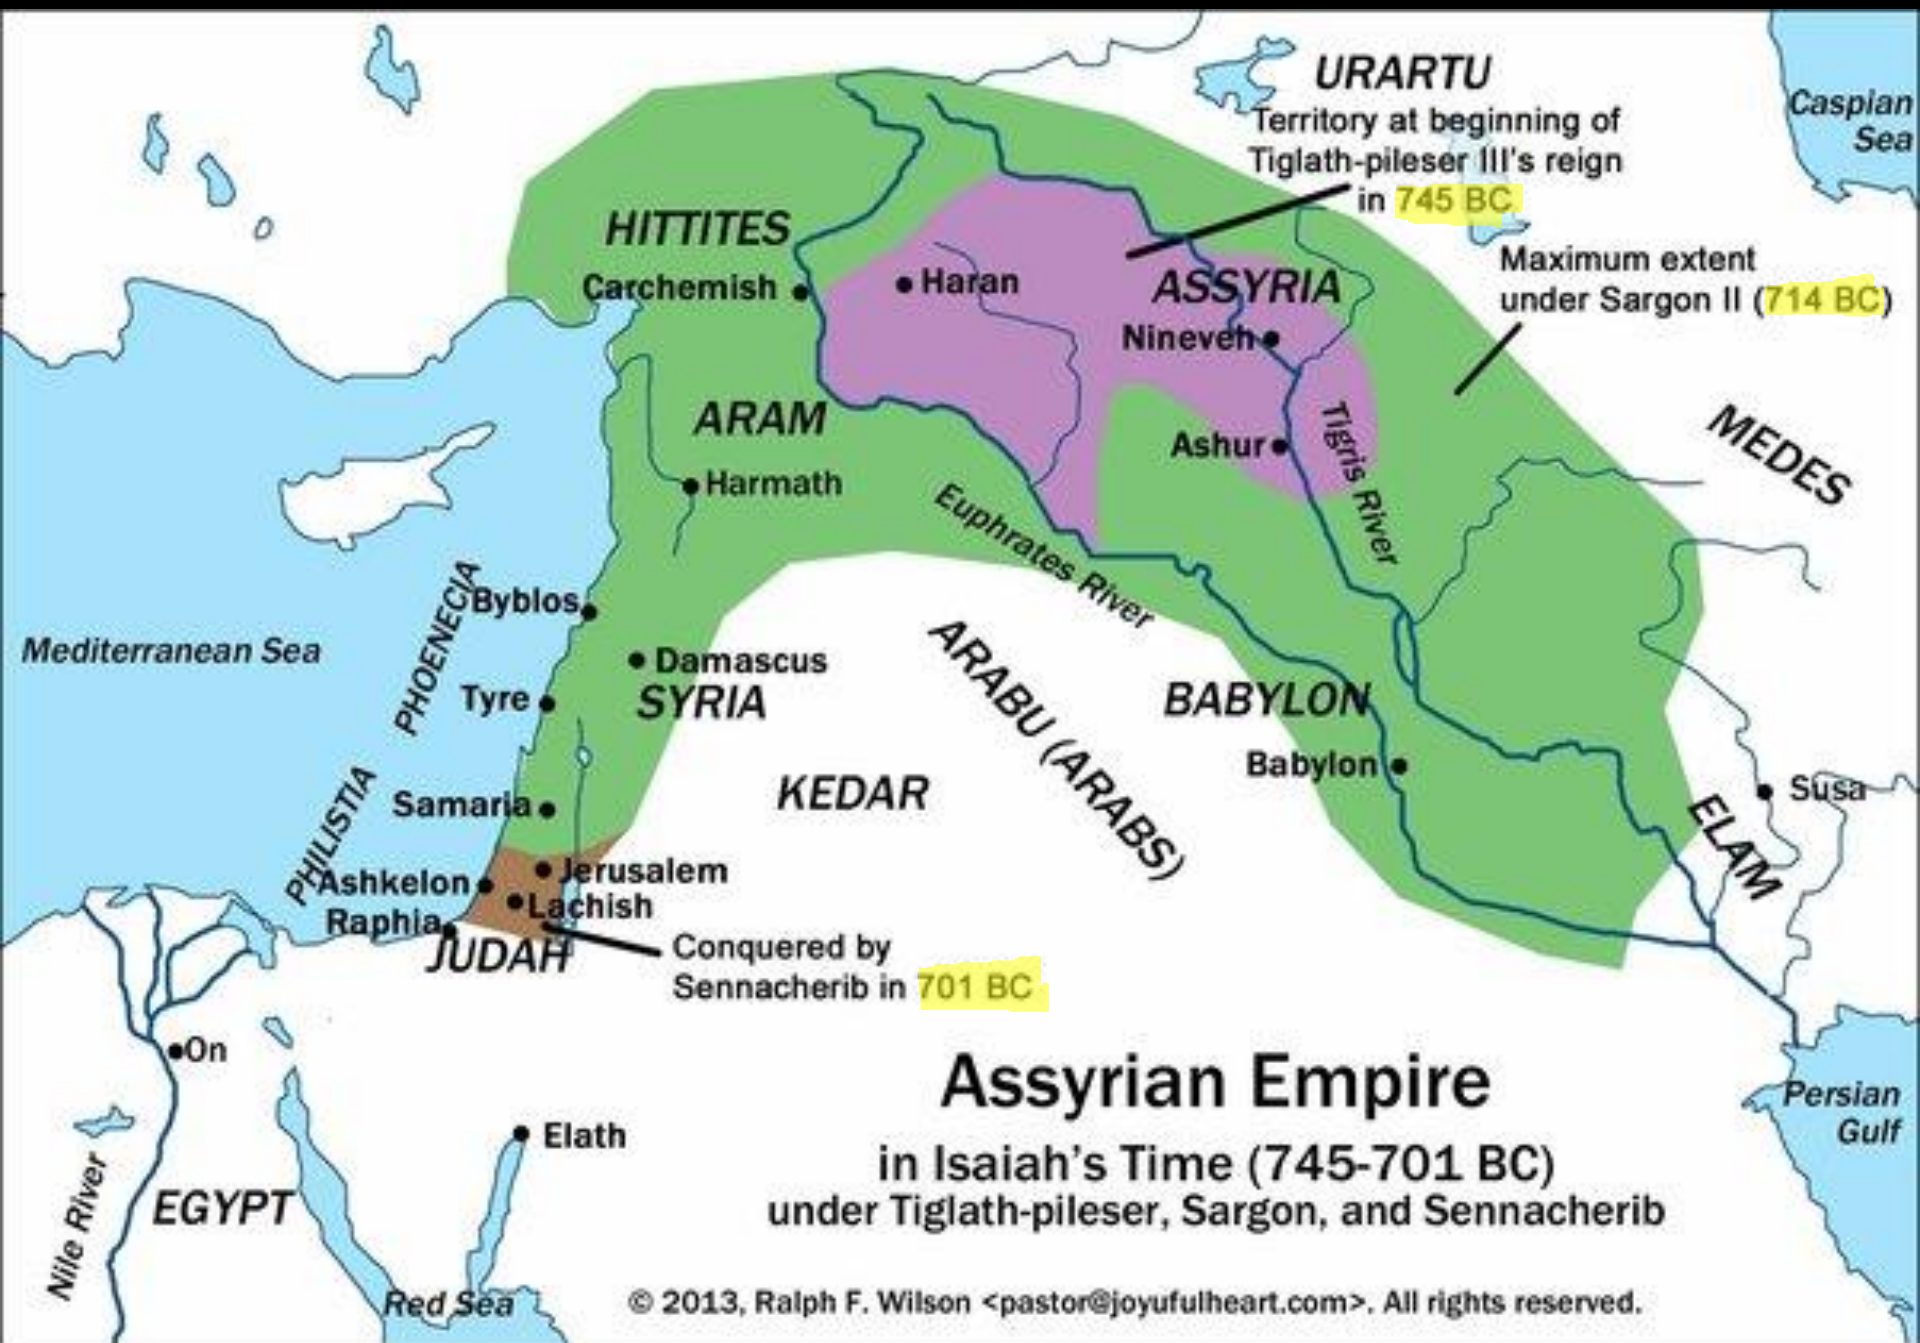 URARTU
Territory at beginning of
Tiglath-pileser III's reign
in 745 BC
Caspian
Sea
Maximum extent
under Sargon II (714 BC)
HITTITES
Carchemish
Haran
ASSYRIA
Nineveh
ARAM
Ashur
Tigris River
MEDES
Harmath
Euphrates River
PHOENECIA
Byblos
Mediterranean Sea
Damascus
SYRIA
Tyre
ARABU (ARABS)
BABYLON
Babylon
KEDAR
Susa
ELAM
Samaria
PHILISTIA
Jerusalem
Ashkelon
Lachish
Raphia
JUDAH
Conquered by
Sennacherib in 701 BC
On
Elath
Nile River
EGYPT
Red Sea
Persian
Gulf
Assyrian Empire
in Isaiah's Time (745-701 BC)
under Tiglath-pileser, Sargon, and Sennacherib
© 2013, Ralph F. Wilson <pastor@joyufulheart.com>. All rights reserved.